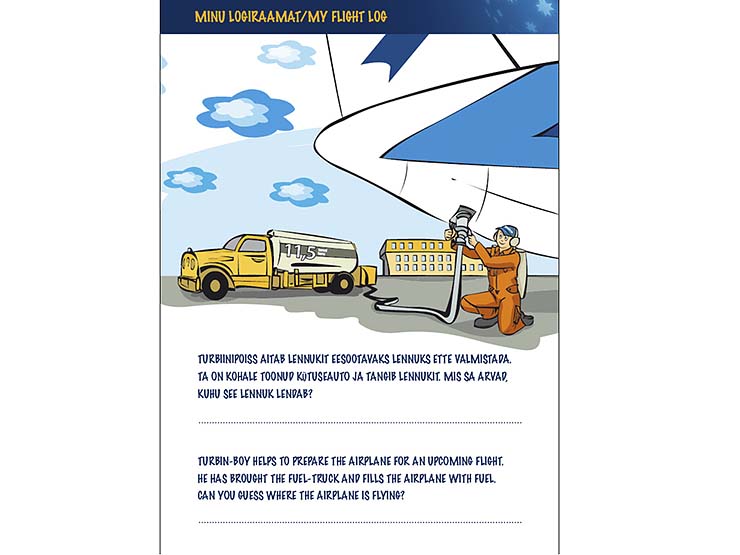 MINU LOGIRAAMAT/MY FLIGHT LOG
11,5
TURBIINIPOISS AITAB LENNUKIT EESOOTAVAKS LENNUKS ETTE VALMISTADA.
TA ON KOHALE TOONUD KÜTUSEAUTO JA TANGIB LENNUKIT. MIS SA ARVAD,
KUHU SEE LENNUK LENDAB?
TURBIN-BOY HELPS TO PREPARE THE AIRPLANE FOR AN UPCOMING FLIGHT.
HE HAS BROUGHT THE FUEL-TRUCK AND FILLS THE AIRPLANE WITH FUEL.
CAN YOU GUESS WHERE THE AIRPLANE IS FLYING?